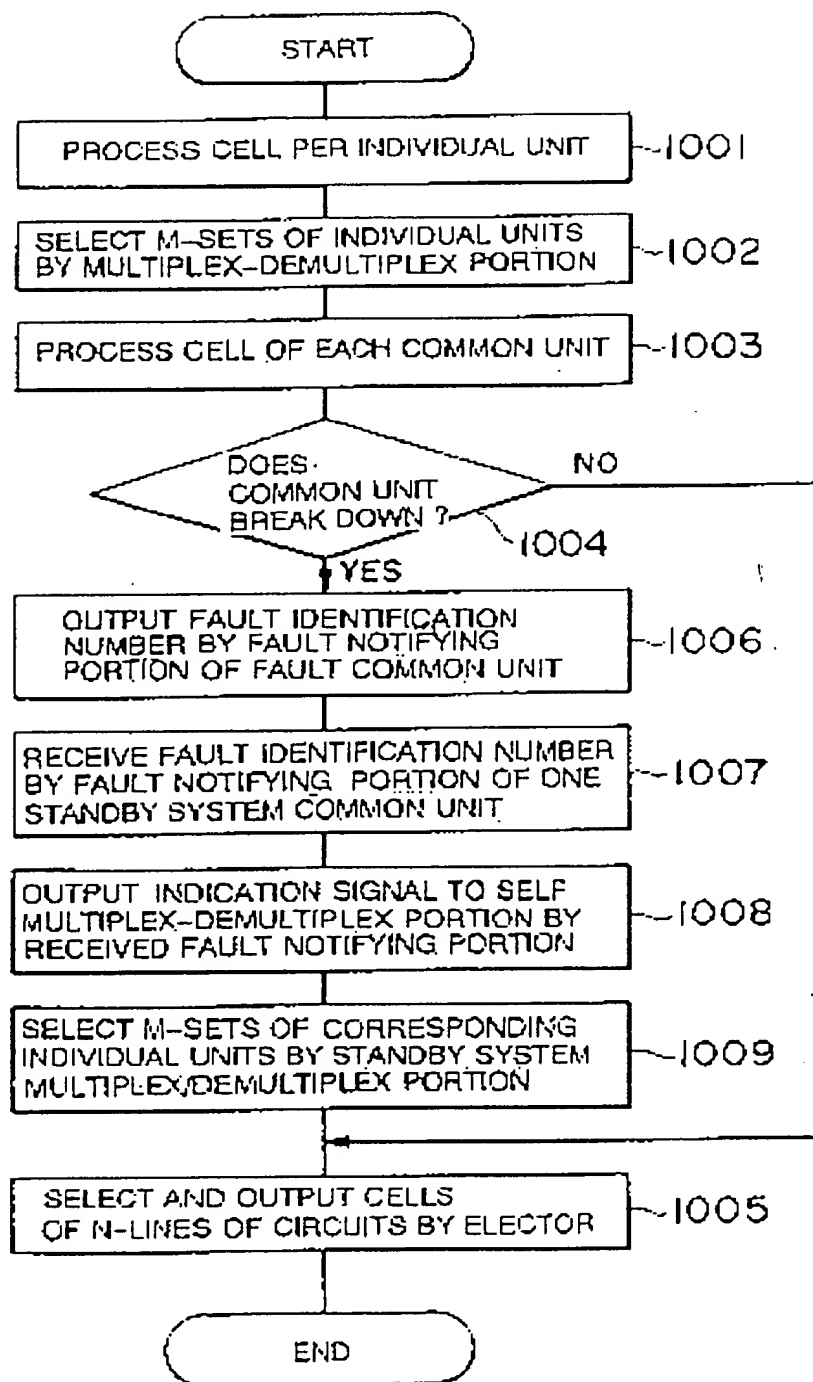 START
PROCESS CELL PER INDIVIDUAL UNIT
1001
SELECT M-SETS OF INDIVIDUAL UNITS
BY MULTIPLEX-DEMULTIPLEX PORTION
1002
PROCESS CELL OF EACH COMMON UNIT
1003
DOES
COMMON UNIT
BREAK DOWN ?
NO
1004
YES
OUTPUT FAULT IDENTIFICATION
NUMBER BY FAULT NOTIFYING
PORTION OF FAULT COMMON UNIT
1006
RECEIVE FAULT IDENTIFICATION NUMBER
BY FAULT NOTIFYING PORTION OF ONE
STANDBY SYSTEM COMMON UNIT
1007
OUTPUT INDICATION SIGNAL TO SELF
MULTIPLEX-DEMULTIPLEX PORTION BY
RECEIVED FAULT NOTIFYING PORTION
1008
SELECT M-SETS OF CORRESPONDING
INDIVIDUAL UNITS BY STANDBY SYSTEM
MULTIPLEX/DEMULTIPLEX PORTION
1009
SELECT AND OUTPUT CELLS
OF N-LINES OF CIRCUITS BY ELECTOR
1005
END